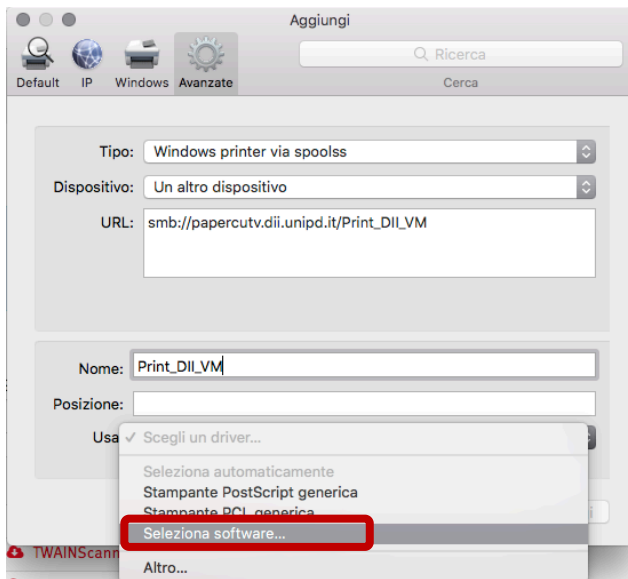 Aggiungi
Default IP Windows Avanzate
Ricerca
Cerca
Tipo: Windows printer via spoolss
Dispositivo: Un altro dispositivo
URL: smb://papercutv.dii.unipd.it/Print_DII_VM
Nome: Print_DII_VM
Posizione:
Usa ✓ Scegli un driver...
Seleziona automaticamente
Stampante PostScript generica
Stampante PCL generica
Seleziona software...
TWAINScann
Altro...